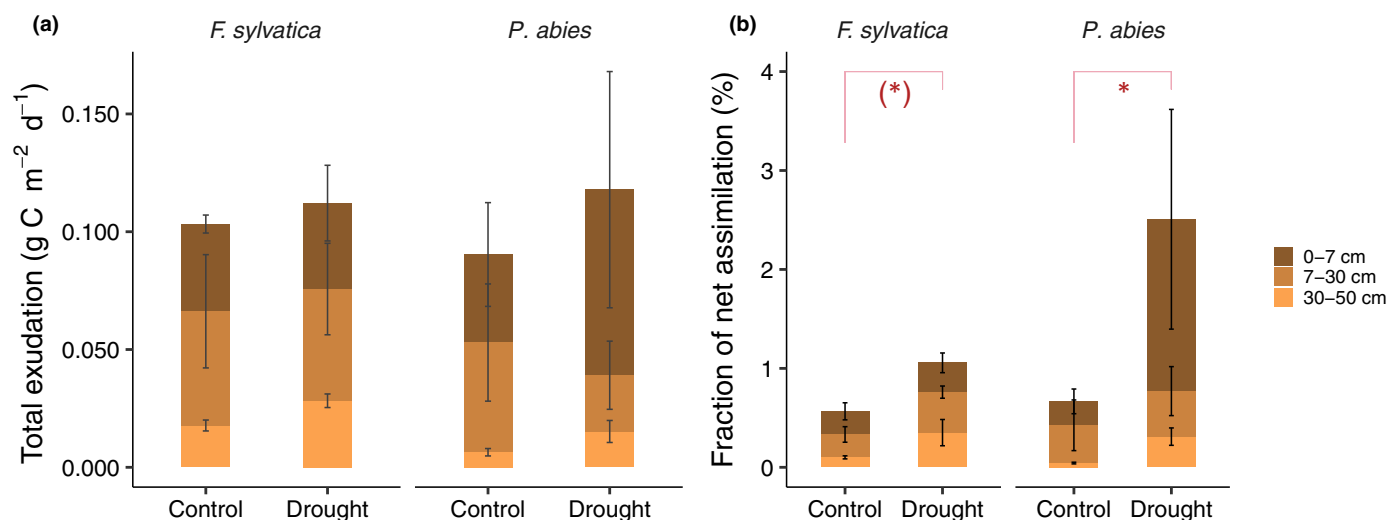 (a)
F. sylvatica
P. abies
Total exudation (g C m⁻² d⁻¹)
0.150
0.100
0.050
0.000
Control
Drought
Control
Drought
(b)
F. sylvatica
P. abies
Fraction of net assimilation (%)
4
3
2
1
0
(*)
*
Control
Drought
Control
Drought
0–7 cm
7–30 cm
30–50 cm